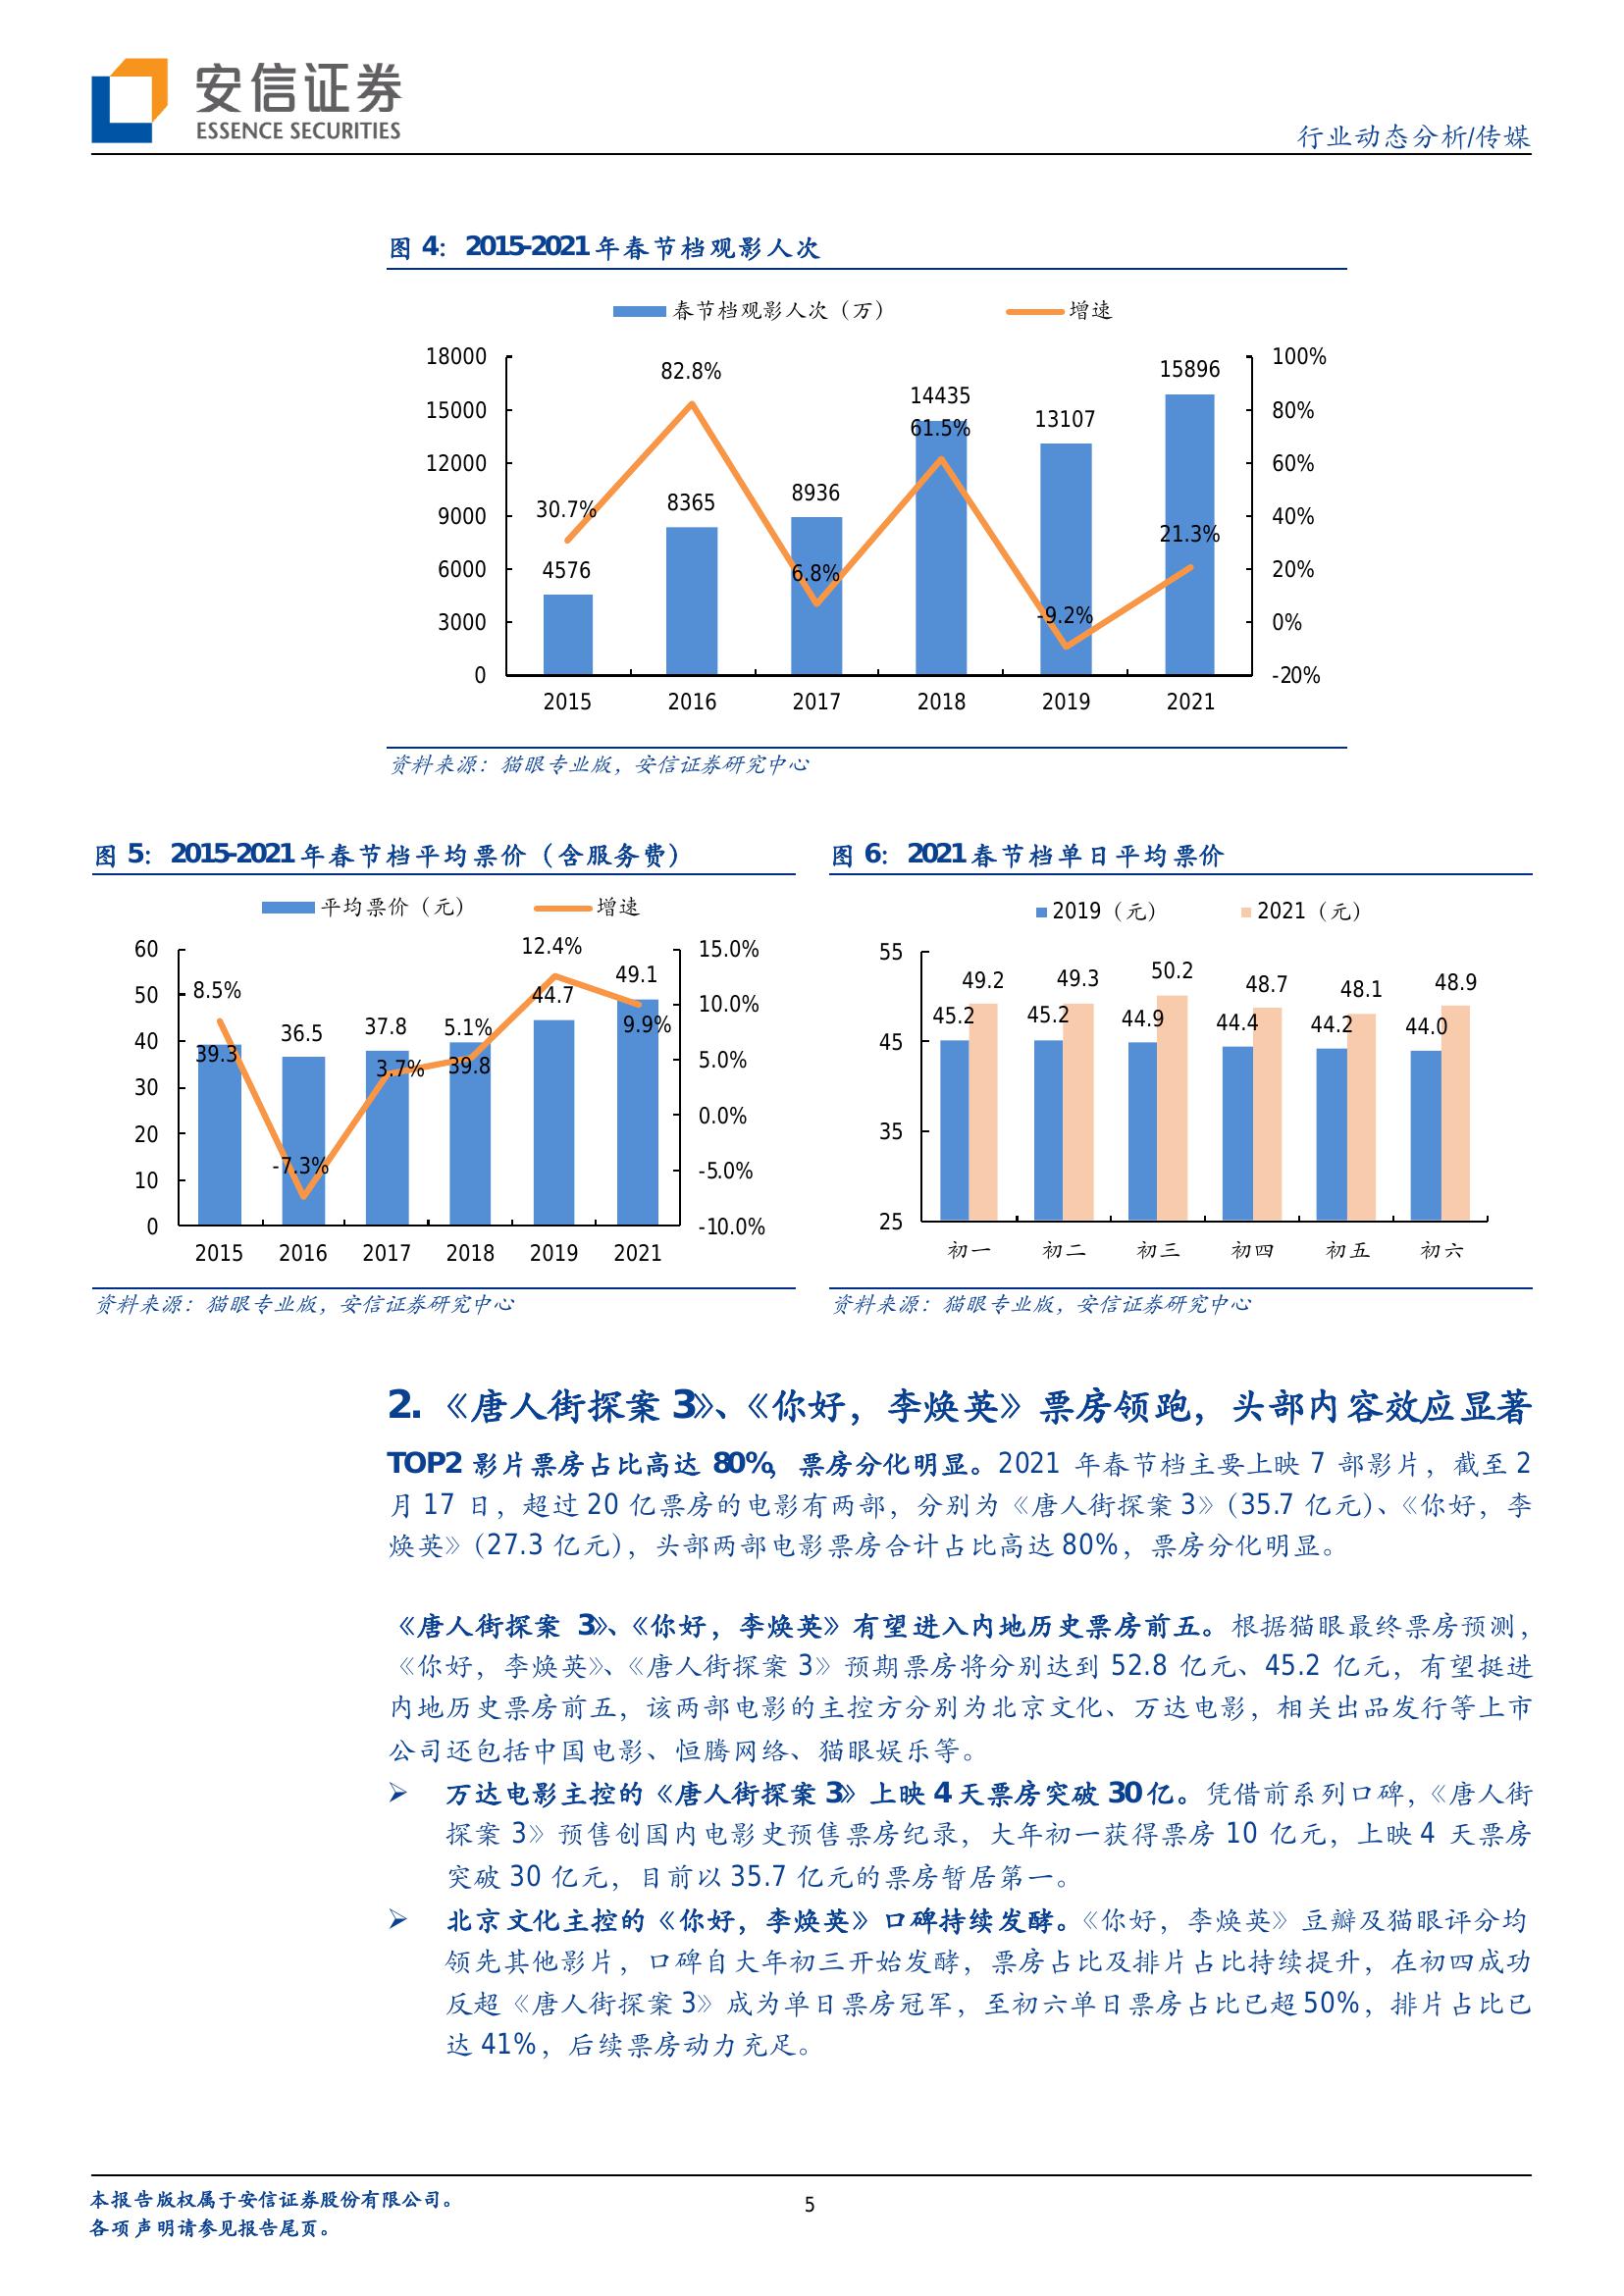 安信证券
ESSENCE SECURITIES
行业动态分析/传媒
图 4：2015-2021 年春节档观影人次
春节档观影人次（万） 增速
18000 15000 12000 9000 6000 3000 0
4576 8365 8936 14435 13107 15896
30.7% 82.8% 6.8% 61.5% -9.2% 21.3%
100% 80% 60% 40% 20% 0% -20%
2015 2016 2017 2018 2019 2021
资料来源：猫眼专业版，安信证券研究中心
图 5：2015-2021 年春节档平均票价（含服务费）
平均票价（元） 增速
60 50 40 30 20 10 0
39.3 36.5 37.8 39.8 44.7 49.1
8.5% -7.3% 3.7% 5.1% 12.4% 9.9%
15.0% 10.0% 5.0% 0.0% -5.0% -10.0%
2015 2016 2017 2018 2019 2021
资料来源：猫眼专业版，安信证券研究中心
图 6：2021 春节档单日平均票价
2019（元） 2021（元）
55 45 35 25
45.2 49.2 45.2 49.3 44.9 50.2 44.4 48.7 44.2 48.1 44.0 48.9
初一 初二 初三 初四 初五 初六
资料来源：猫眼专业版，安信证券研究中心
2.《唐人街探案 3》、《你好，李焕英》票房领跑，头部内容效应显著
TOP2 影片票房占比高达 80%，票房分化明显。2021 年春节档主要上映 7 部影片，截至 2
月 17 日，超过 20 亿票房的电影有两部，分别为《唐人街探案 3》（35.7 亿元）、《你好，李
焕英》（27.3 亿元），头部两部电影票房合计占比高达 80%，票房分化明显。
《唐人街探案 3》、《你好，李焕英》有望进入内地历史票房前五。根据猫眼最终票房预测，
《你好，李焕英》、《唐人街探案 3》预期票房将分别达到 52.8 亿元、45.2 亿元，有望挺进
内地历史票房前五，该两部电影的主控方分别为北京文化、万达电影，相关出品发行等上市
公司还包括中国电影、恒腾网络、猫眼娱乐等。
➢ 万达电影主控的《唐人街探案 3》上映 4 天票房突破 30 亿。凭借前系列口碑，《唐人街
探案 3》预售创国内电影史预售票房纪录，大年初一获得票房 10 亿元，上映 4 天票房
突破 30 亿元，目前以 35.7 亿元的票房暂居第一。
➢ 北京文化主控的《你好，李焕英》口碑持续发酵。《你好，李焕英》豆瓣及猫眼评分均
领先其他影片，口碑自大年初三开始发酵，票房占比及排片占比持续提升，在初四成功
反超《唐人街探案 3》成为单日票房冠军，至初六单日票房占比已超 50%，排片占比已
达 41%，后续票房动力充足。
本报告版权属于安信证券股份有限公司。
各项声明请参见报告尾页。
5